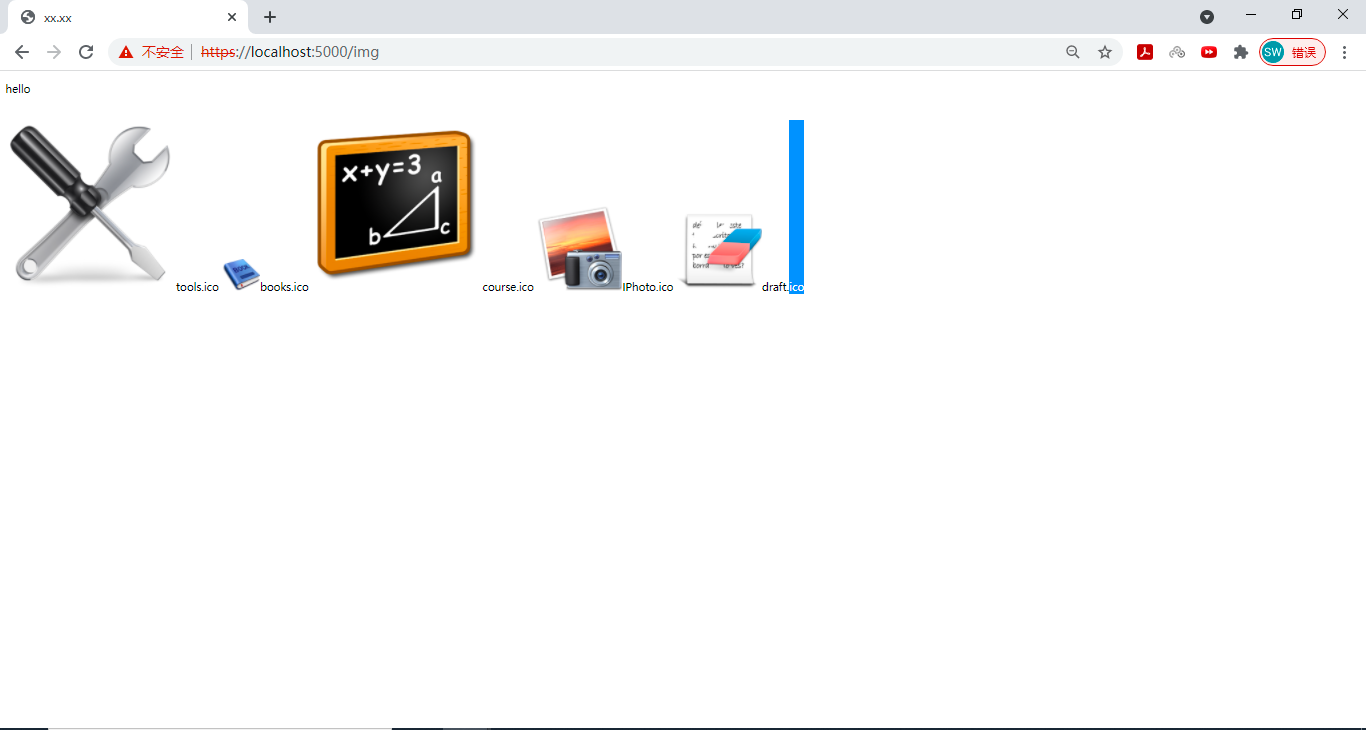 xx.xx
不安全 https://localhost:5000/img
SW 错误
hello
x+y=3
a
b c
BOOK
tools.ico books.ico course.ico IPhoto.ico draft.ico